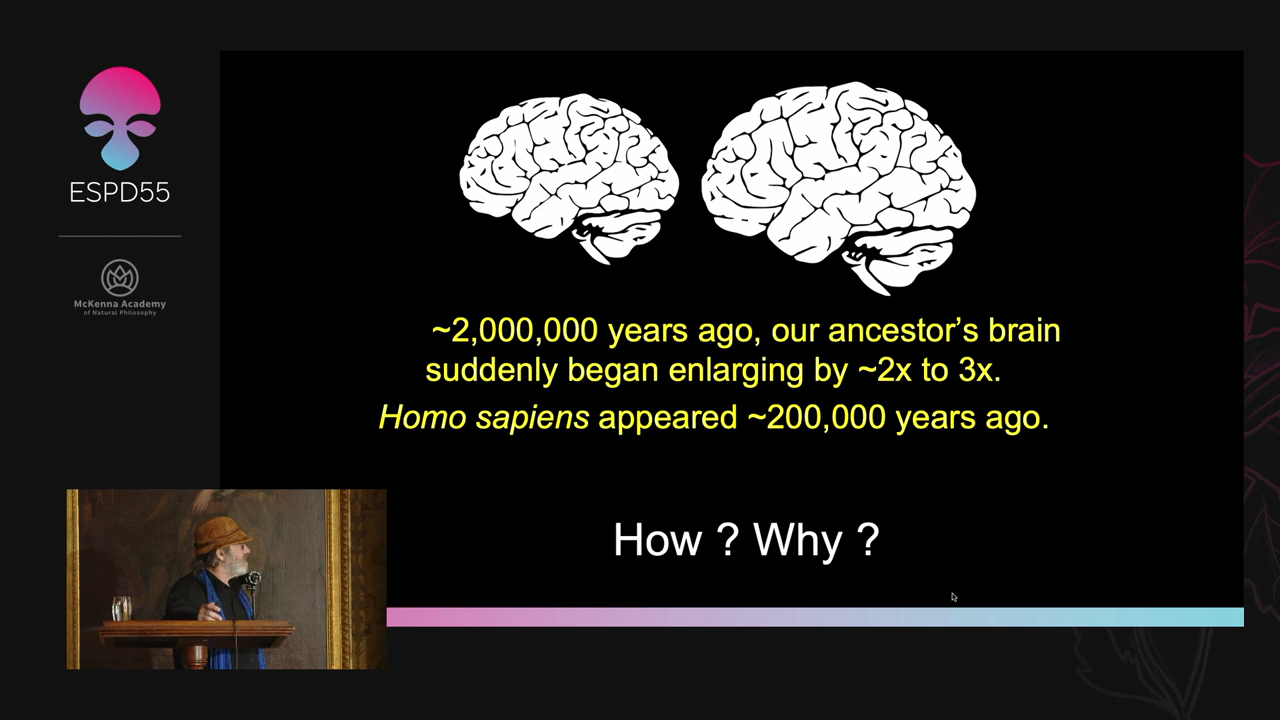 ESPD55
McKenna Academy
of Natural Philosophy
~2,000,000 years ago, our ancestor’s brain
suddenly began enlarging by ~2x to 3x.
Homo sapiens appeared ~200,000 years ago.
How ? Why ?